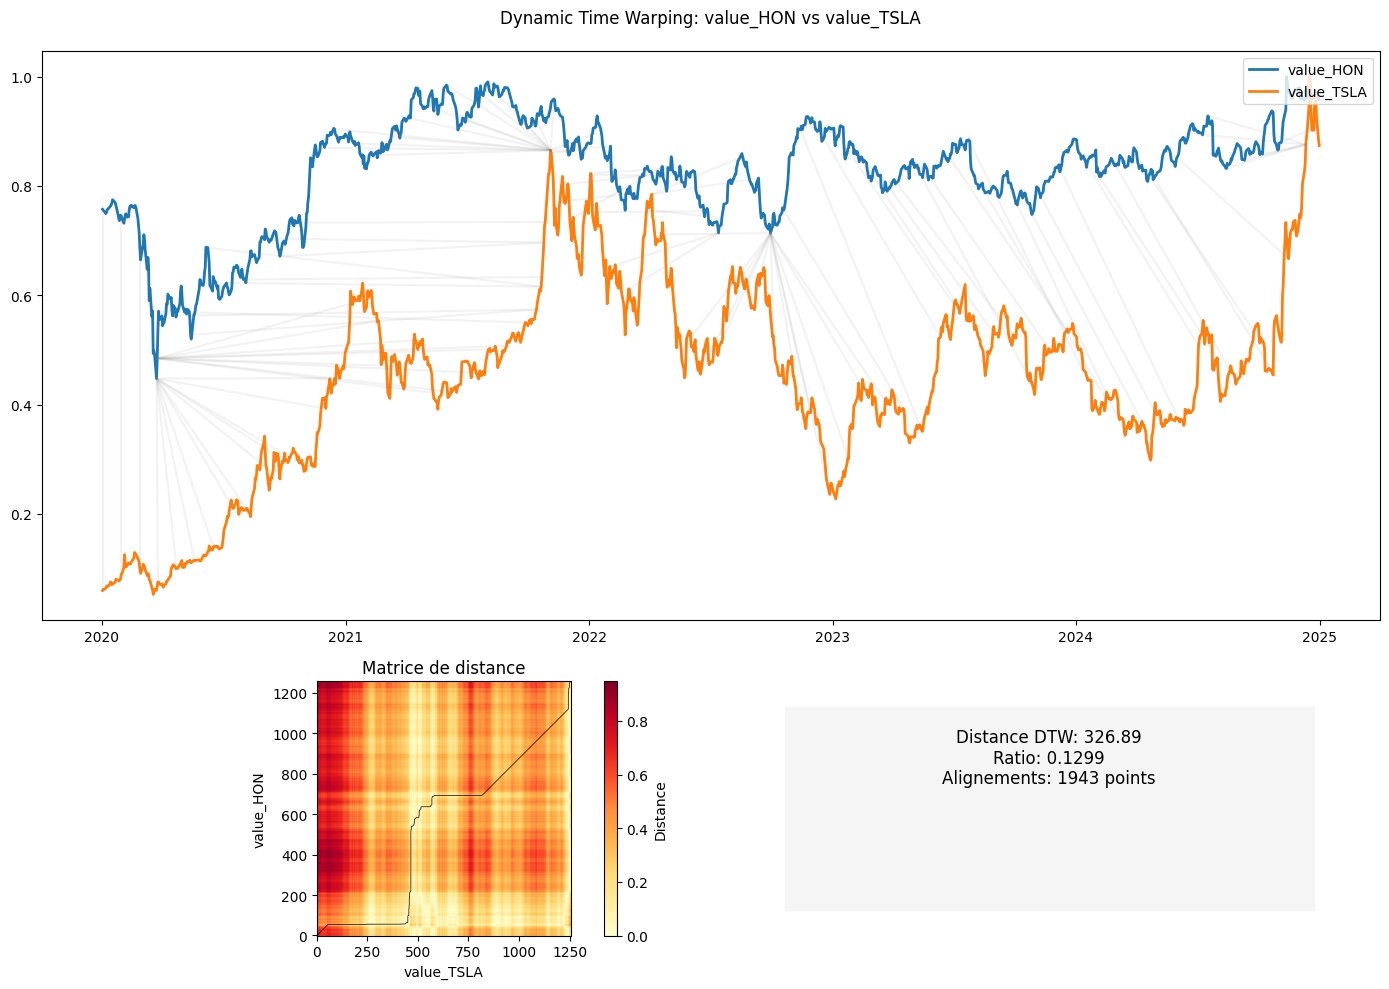 Dynamic Time Warping: value_HON vs value_TSLA
value_HON
value_TSLA
1.0
0.8
0.6
0.4
0.2
2020 2021 2022 2023 2024 2025
Matrice de distance
1200
1000
800
600
400
200
0
value_HON
0 250 500 750 1000 1250
value_TSLA
0.8
0.6
0.4
0.2
0.0
Distance
Distance DTW: 326.89
Ratio: 0.1299
Alignements: 1943 points